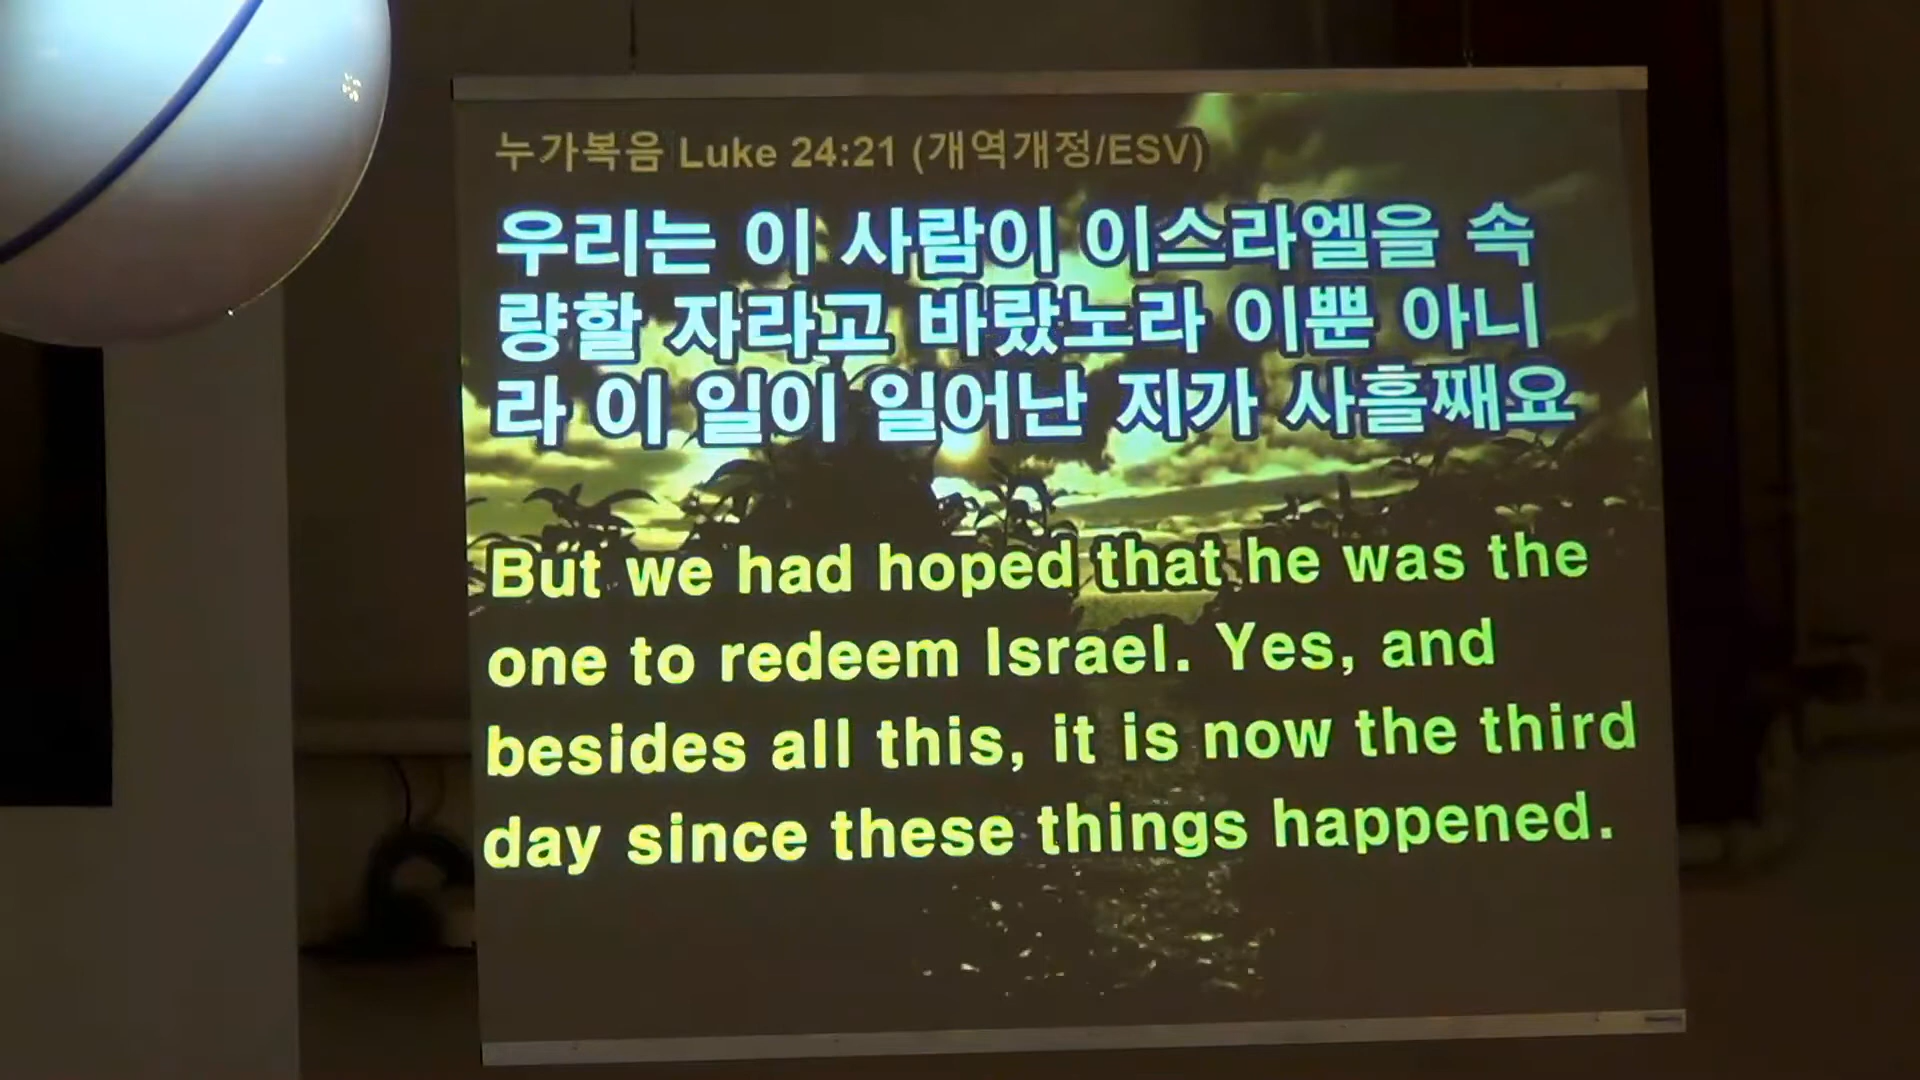 누가복음 Luke 24:21 (개역개정/ESV)
우리는 이 사람이 이스라엘을 속
량할 자라고 바랐노라 이뿐 아니
라 이 일이 일어난 지가 사흘째요
But we had hoped that he was the
one to redeem Israel. Yes, and
besides all this, it is now the third
day since these things happened.